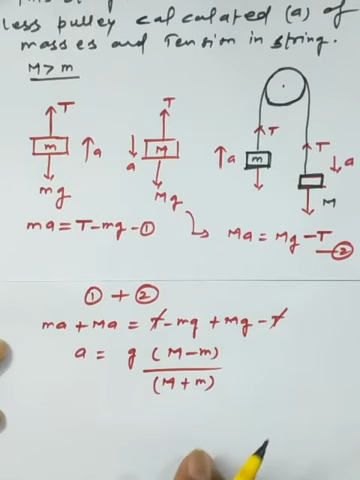 less pulley calculated (a) of
masses and Tension in string.
M > m
T
T
T
m
↑a
a
M
↑a
m
T
↓a
M
mg
Mg
ma = T - mg - ①
Ma = Mg - T
- ②
① + ②
ma + Ma = T - mg + Mg - T
a = g (M - m)
(M + m)